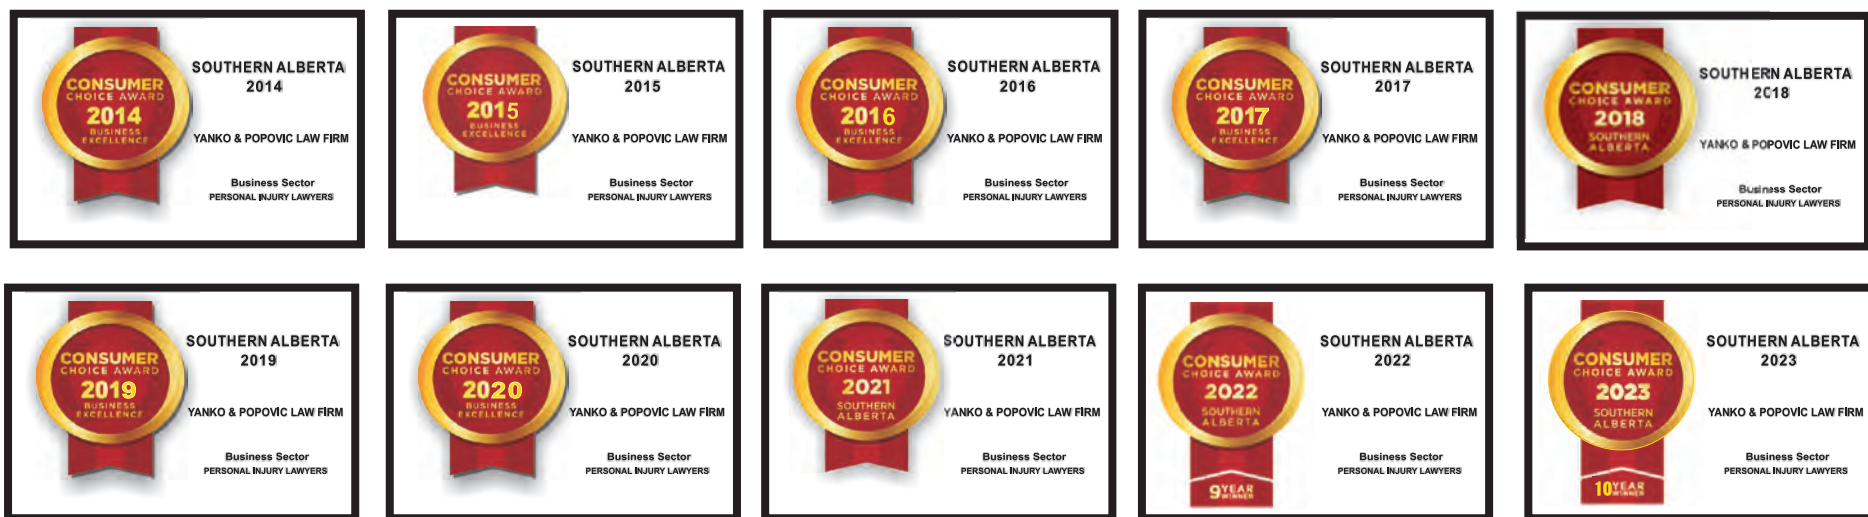 CONSUMER
CHOICE AWARD
2014
BUSINESS
EXCELLENCE
SOUTHERN ALBERTA
2014
YANKO & POPOVIC LAW FIRM
Business Sector
PERSONAL INJURY LAWYERS
CONSUMER
CHOICE AWARD
2015
BUSINESS
EXCELLENCE
SOUTHERN ALBERTA
2015
YANKO & POPOVIC LAW FIRM
Business Sector
PERSONAL INJURY LAWYERS
CONSUMER
CHOICE AWARD
2016
BUSINESS
EXCELLENCE
SOUTHERN ALBERTA
2016
YANKO & POPOVIC LAW FIRM
Business Sector
PERSONAL INJURY LAWYERS
CONSUMER
CHOICE AWARD
2017
BUSINESS
EXCELLENCE
SOUTHERN ALBERTA
2017
YANKO & POPOVIC LAW FIRM
Business Sector
PERSONAL INJURY LAWYERS
CONSUMER
CHOICE AWARD
2018
SOUTHERN
ALBERTA
SOUTHERN ALBERTA
2018
YANKO & POPOVIC LAW FIRM
Business Sector
PERSONAL INJURY LAWYERS
CONSUMER
CHOICE AWARD
2019
BUSINESS
EXCELLENCE
SOUTHERN ALBERTA
2019
YANKO & POPOVIC LAW FIRM
Business Sector
PERSONAL INJURY LAWYERS
CONSUMER
CHOICE AWARD
2020
BUSINESS
EXCELLENCE
SOUTHERN ALBERTA
2020
YANKO & POPOVIC LAW FIRM
Business Sector
PERSONAL INJURY LAWYERS
CONSUMER
CHOICE AWARD
2021
SOUTHERN
ALBERTA
SOUTHERN ALBERTA
2021
YANKO & POPOVIC LAW FIRM
Business Sector
PERSONAL INJURY LAWYERS
CONSUMER
CHOICE AWARD
2022
SOUTHERN
ALBERTA
9 YEAR
WINNER
SOUTHERN ALBERTA
2022
YANKO & POPOVIC LAW FIRM
Business Sector
PERSONAL INJURY LAWYERS
CONSUMER
CHOICE AWARD
2023
SOUTHERN
ALBERTA
10 YEAR
WINNER
SOUTHERN ALBERTA
2023
YANKO & POPOVIC LAW FIRM
Business Sector
PERSONAL INJURY LAWYERS